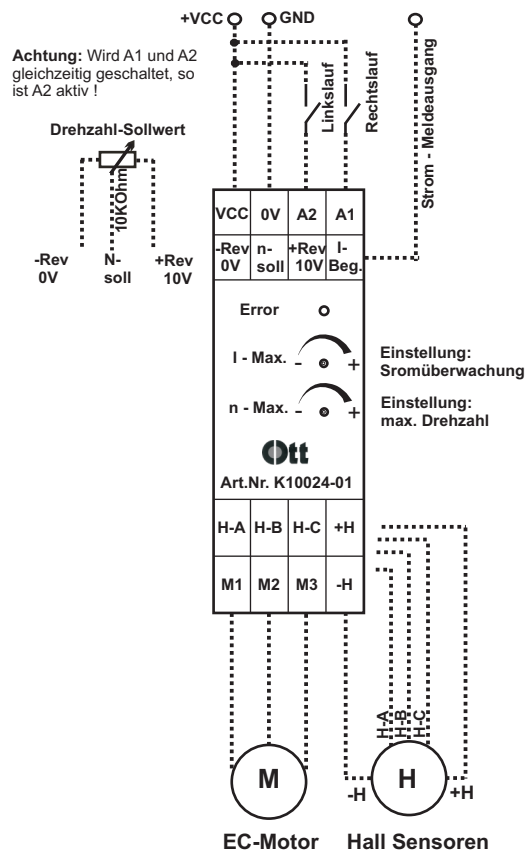 +VCC
GND
Achtung: Wird A1 und A2
gleichzeitig geschaltet, so
ist A2 aktiv !
Linkslauf
Rechtslauf
Strom - Meldeausgang
Drehzahl-Sollwert
10KOhm
-Rev
0V
N-
soll
+Rev
10V
VCC
0V
A2
A1
-Rev
0V
n-
soll
+Rev
10V
I-
Beg.
Error
I - Max.
- +
Einstellung:
Sromüberwachung
n - Max.
- +
Einstellung:
max. Drehzahl
Ott
Art.Nr. K10024-01
H-A
H-B
H-C
+H
M1
M2
M3
-H
H-A
H-B
H-C
M
H
-H
+H
EC-Motor
Hall Sensoren